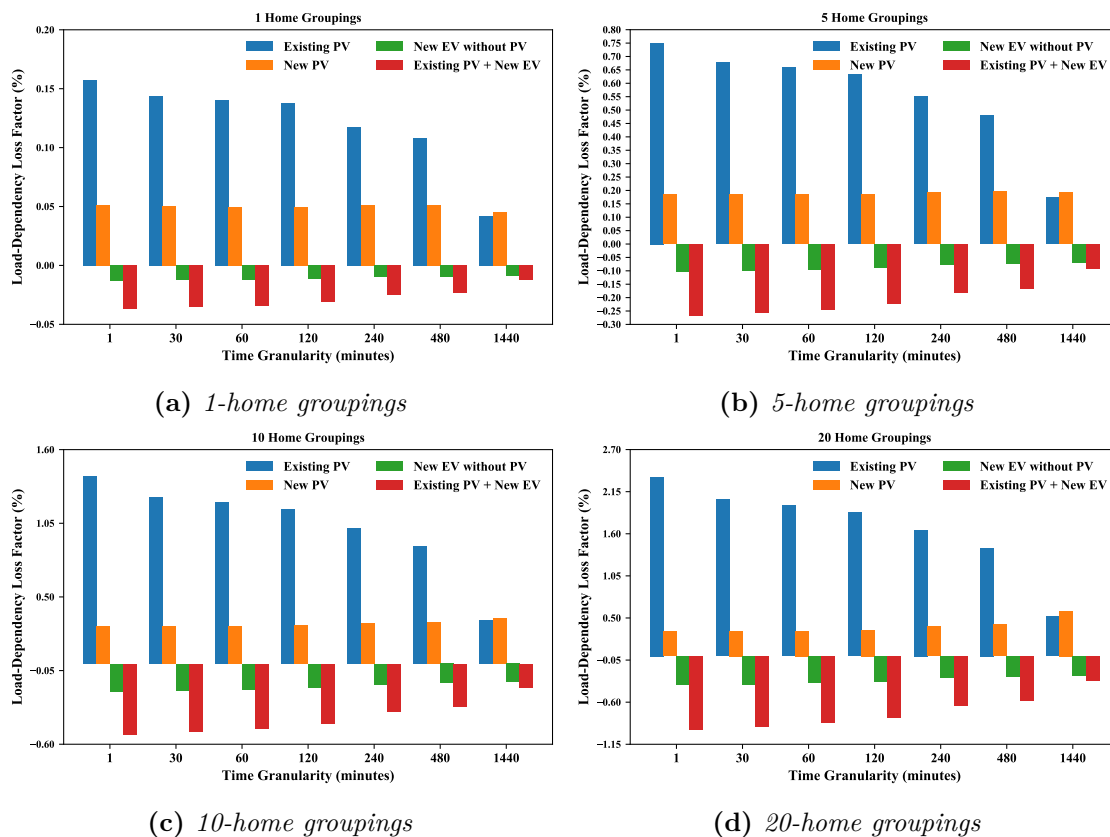 1 Home Groupings
Load-Dependency Loss Factor (%)
0.20
0.15
0.10
0.05
0.00
−0.05
Existing PV
New PV
New EV without PV
Existing PV + New EV
1 30 60 120 240 480 1440
Time Granularity (minutes)
(a) 1-home groupings
5 Home Groupings
Load-Dependency Loss Factor (%)
0.80
0.75
0.70
0.65
0.60
0.55
0.50
0.45
0.40
0.35
0.30
0.25
0.20
0.15
0.10
0.05
0.00
−0.05
−0.10
−0.15
−0.20
−0.25
−0.30
Existing PV
New PV
New EV without PV
Existing PV + New EV
1 30 60 120 240 480 1440
Time Granularity (minutes)
(b) 5-home groupings
10 Home Groupings
Load-Dependency Loss Factor (%)
1.60
1.05
0.50
−0.05
−0.60
Existing PV
New PV
New EV without PV
Existing PV + New EV
1 30 60 120 240 480 1440
Time Granularity (minutes)
(c) 10-home groupings
20 Home Groupings
Load-Dependency Loss Factor (%)
2.70
2.15
1.60
1.05
0.50
−0.05
−0.60
−1.15
Existing PV
New PV
New EV without PV
Existing PV + New EV
1 30 60 120 240 480 1440
Time Granularity (minutes)
(d) 20-home groupings